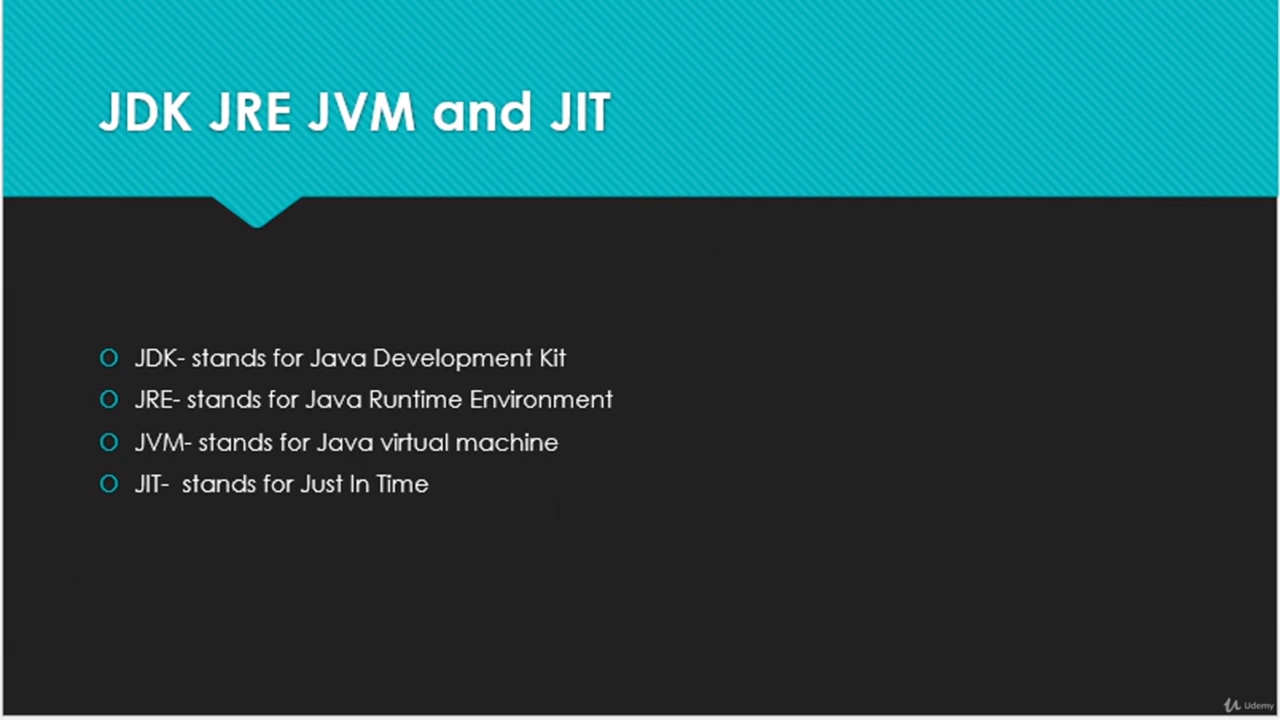 JDK JRE JVM and JIT
JDK- stands for Java Development Kit
JRE- stands for Java Runtime Environment
JVM- stands for Java virtual machine
JIT-  stands for Just In Time
Udemy